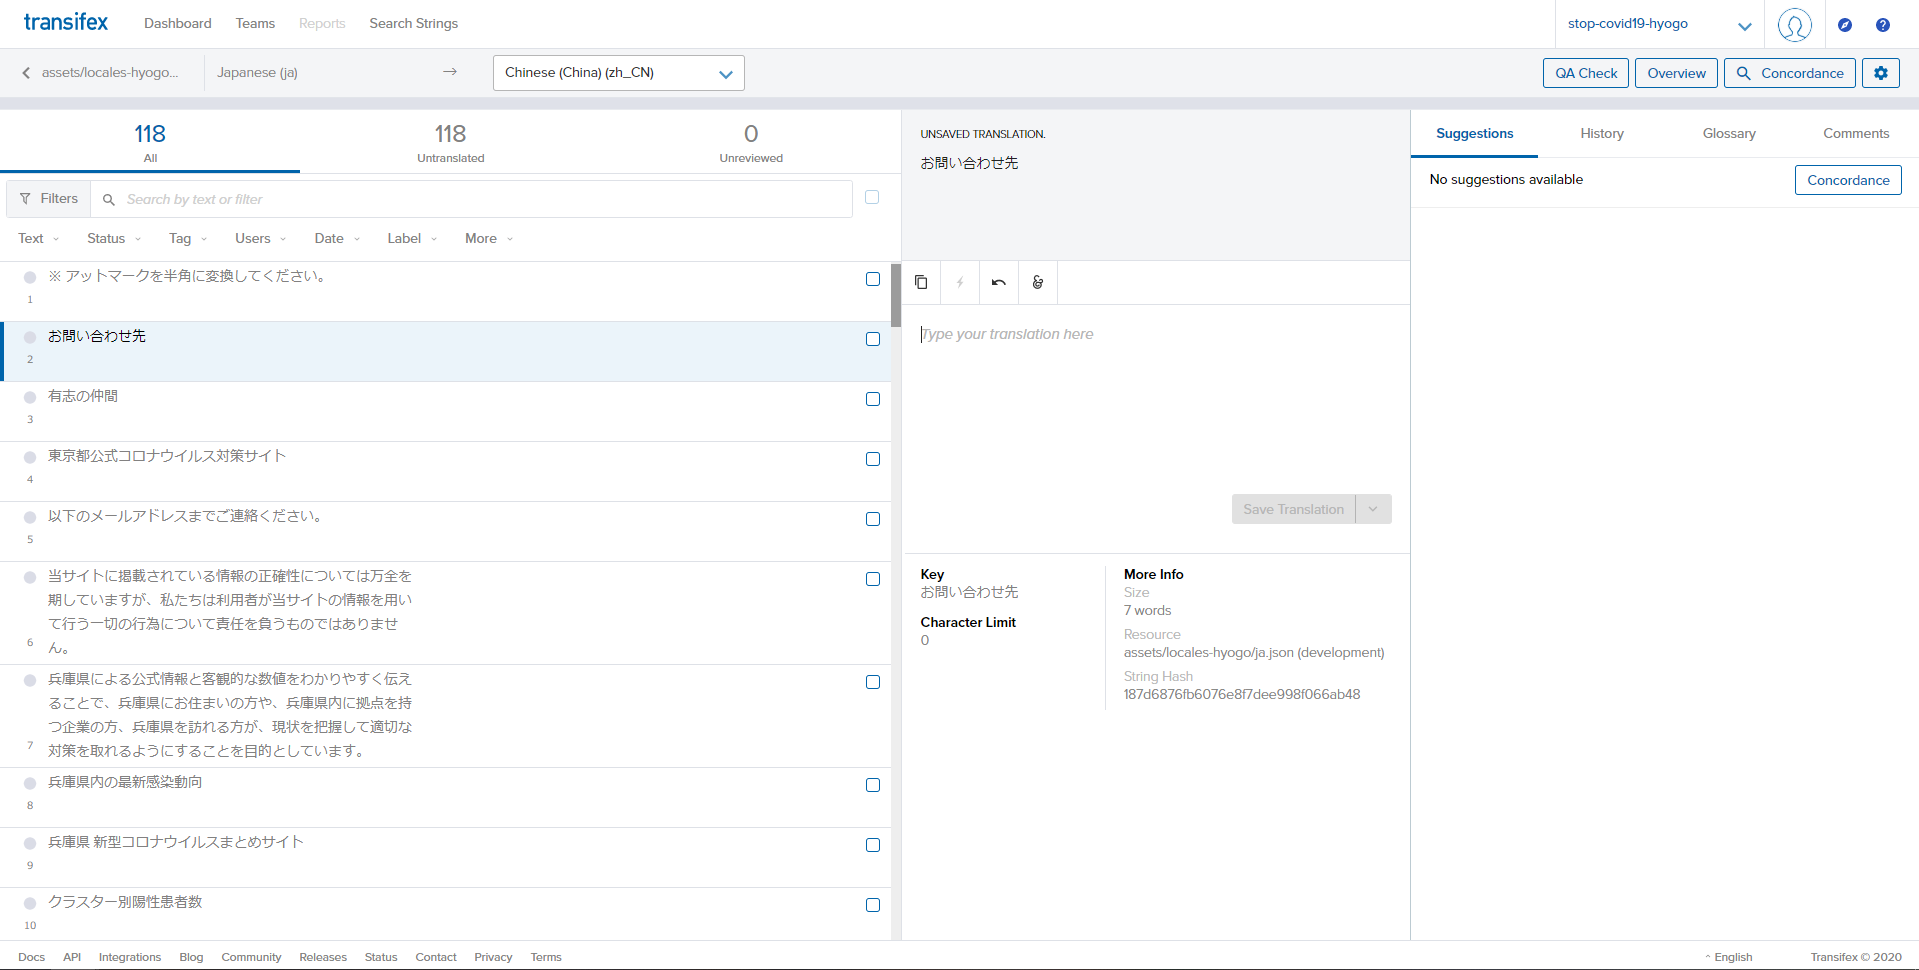 transifex
Dashboard
Teams
Reports
Search Strings
stop-covid19-hyogo
assets/locales-hyogo...
Japanese (ja)
→
Chinese (China) (zh_CN)
QA Check
Overview
Concordance
118
All
118
Untranslated
0
Unreviewed
Filters
Search by text or filter
Text
Status
Tag
Users
Date
Label
More
※ アットマークを半角に変換してください。
1
お問い合わせ先
2
有志の仲間
3
東京都公式コロナウイルス対策サイト
4
以下のメールアドレスまでご連絡ください。
5
当サイトに掲載されている情報の正確性については万全を
期していますが、私たちは利用者が当サイトの情報を用い
て行う一切の行為について責任を負うものではありませ
ん。
6
兵庫県による公式情報と客観的な数値をわかりやすく伝え
ることで、兵庫県にお住まいの方や、兵庫県内に拠点を持
つ企業の方、兵庫県を訪れる方が、現状を把握して適切な
対策を取れるようにすることを目的としています。
7
兵庫県内の最新感染動向
8
兵庫県 新型コロナウイルスまとめサイト
9
クラスター別陽性患者数
10
UNSAVED TRANSLATION.
お問い合わせ先
Type your translation here
Save Translation
Key
お問い合わせ先
Character Limit
0
More Info
Size
7 words
Resource
assets/locales-hyogo/ja.json (development)
String Hash
187d6876fb6076e8f7dee998f066ab48
Suggestions
History
Glossary
Comments
No suggestions available
Concordance
Docs
API
Integrations
Blog
Community
Releases
Status
Contact
Privacy
Terms
English
Transifex © 2020